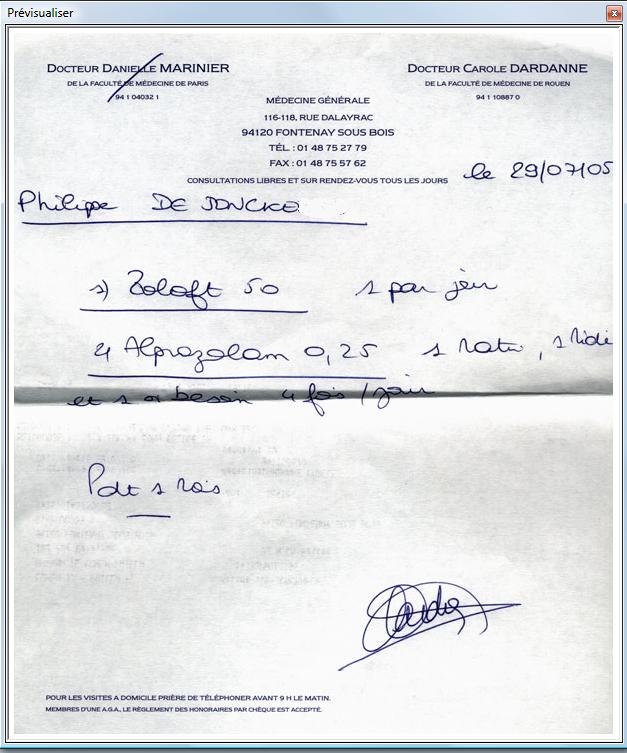 Prévisualiser
DOCTEUR DANIELLE MARINIER
DE LA FACULTÉ DE MÉDECINE DE PARIS
94 1 04032 1
DOCTEUR CAROLE DARDANNE
DE LA FACULTÉ DE MÉDECINE DE ROUEN
94 1 10887 0
MÉDECINE GÉNÉRALE
116-118, RUE DALAYRAC
94120 FONTENAY SOUS BOIS
TÉL. : 01 48 75 27 79
FAX : 01 48 75 57 62
CONSULTATIONS LIBRES ET SUR RENDEZ-VOUS TOUS LES JOURS
le 29/07/05
Philippe DE JONCKE
1) Zoloft 50 1 par jour
2) Alprazolam 0,25 1 matin, 1 midi
et 1 besoin fois / jour
Pdt 1 mois
POUR LES VISITES A DOMICILE PRIÈRE DE TÉLÉPHONER AVANT 9 H LE MATIN.
MEMBRES D'UNE A.G.A., LE RÈGLEMENT DES HONORAIRES PAR CHÈQUE EST ACCEPTÉ.